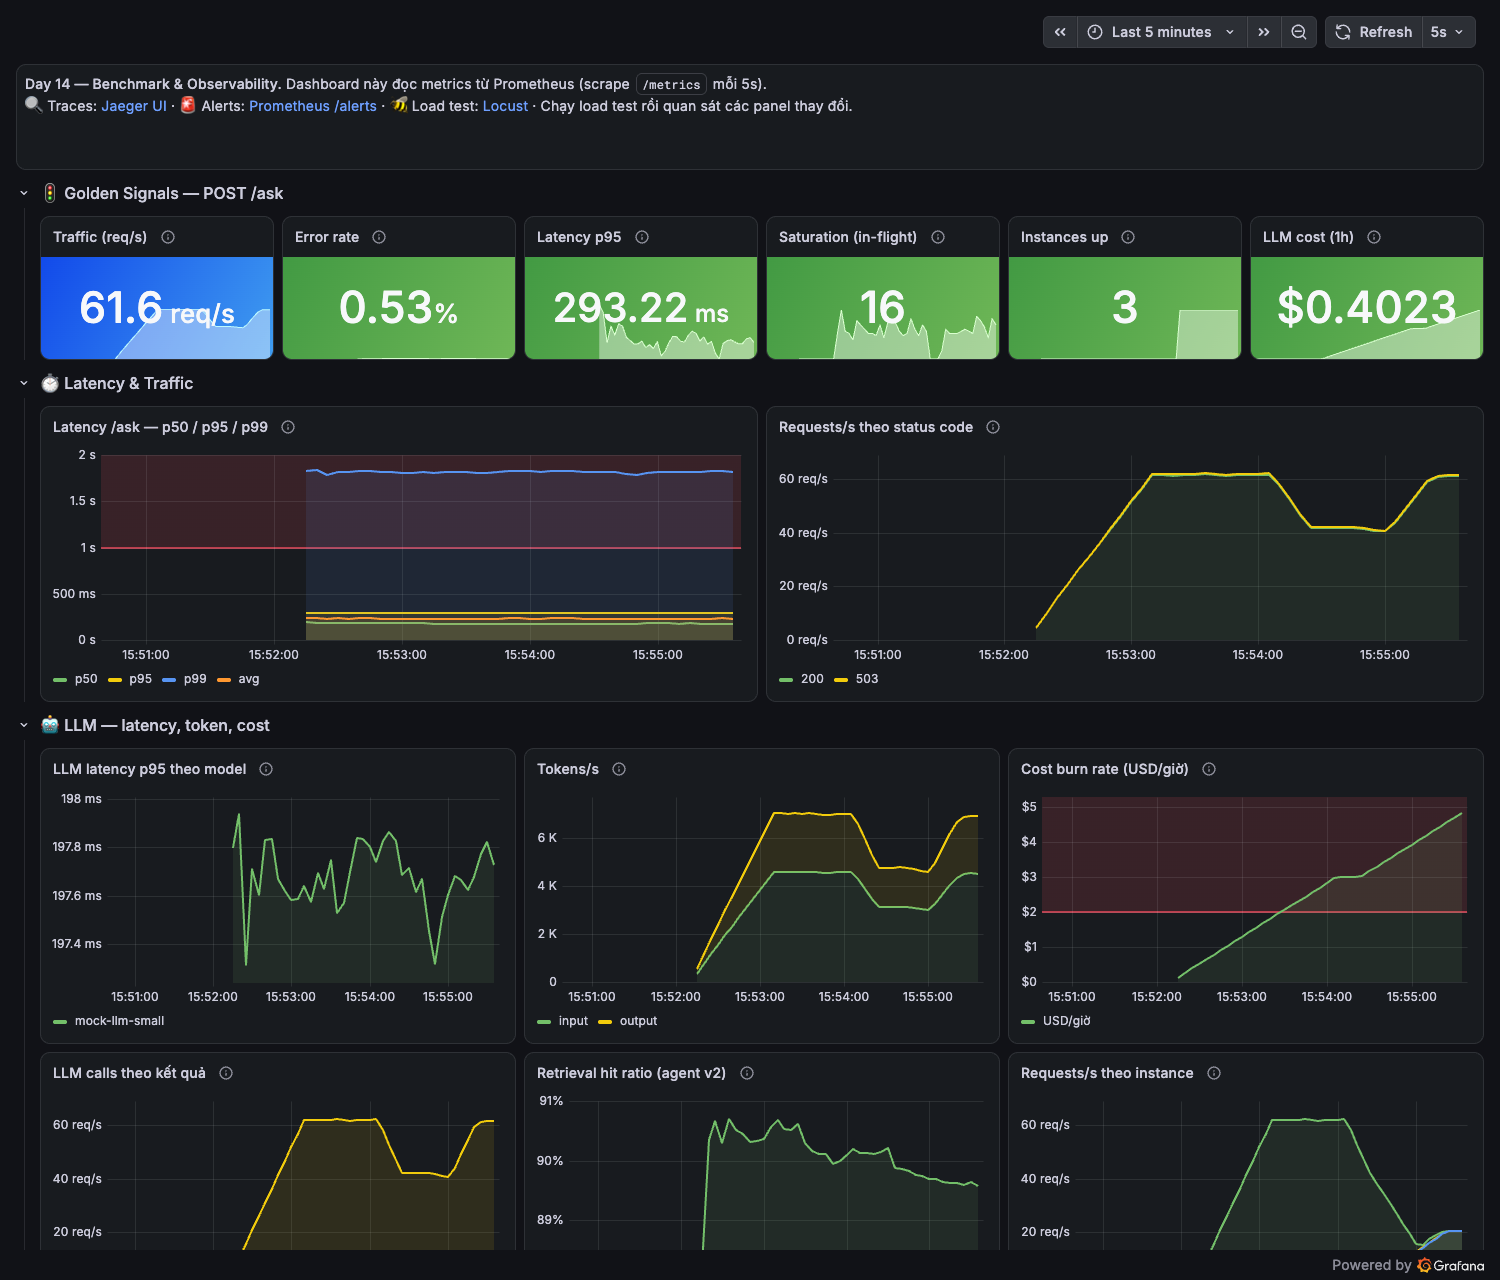 Last 5 minutes
Refresh
5s
Day 14 — Benchmark & Observability. Dashboard này đọc metrics từ Prometheus (scrape /metrics mỗi 5s).
🔍 Traces: Jaeger UI · 🚨 Alerts: Prometheus /alerts · 🐝 Load test: Locust · Chạy load test rồi quan sát các panel thay đổi.
🚦 Golden Signals — POST /ask
Traffic (req/s)
61.6 req/s
Error rate
0.53%
Latency p95
293.22 ms
Saturation (in-flight)
16
Instances up
3
LLM cost (1h)
$0.4023
⏱️ Latency & Traffic
Latency /ask — p50 / p95 / p99
2 s
1.5 s
1 s
500 ms
0 s
15:51:00 15:52:00 15:53:00 15:54:00 15:55:00
p50 p95 p99 avg
Requests/s theo status code
60 req/s
40 req/s
20 req/s
0 req/s
15:51:00 15:52:00 15:53:00 15:54:00 15:55:00
200 503
🤖 LLM — latency, token, cost
LLM latency p95 theo model
198 ms
197.8 ms
197.6 ms
197.4 ms
15:51:00 15:52:00 15:53:00 15:54:00 15:55:00
mock-llm-small
Tokens/s
6 K
4 K
2 K
0
15:51:00 15:52:00 15:53:00 15:54:00 15:55:00
input output
Cost burn rate (USD/giờ)
$5
$4
$3
$2
$1
$0
15:51:00 15:52:00 15:53:00 15:54:00 15:55:00
USD/giờ
LLM calls theo kết quả
60 req/s
40 req/s
20 req/s
Retrieval hit ratio (agent v2)
91%
90%
89%
Requests/s theo instance
60 req/s
40 req/s
20 req/s
Powered by Grafana